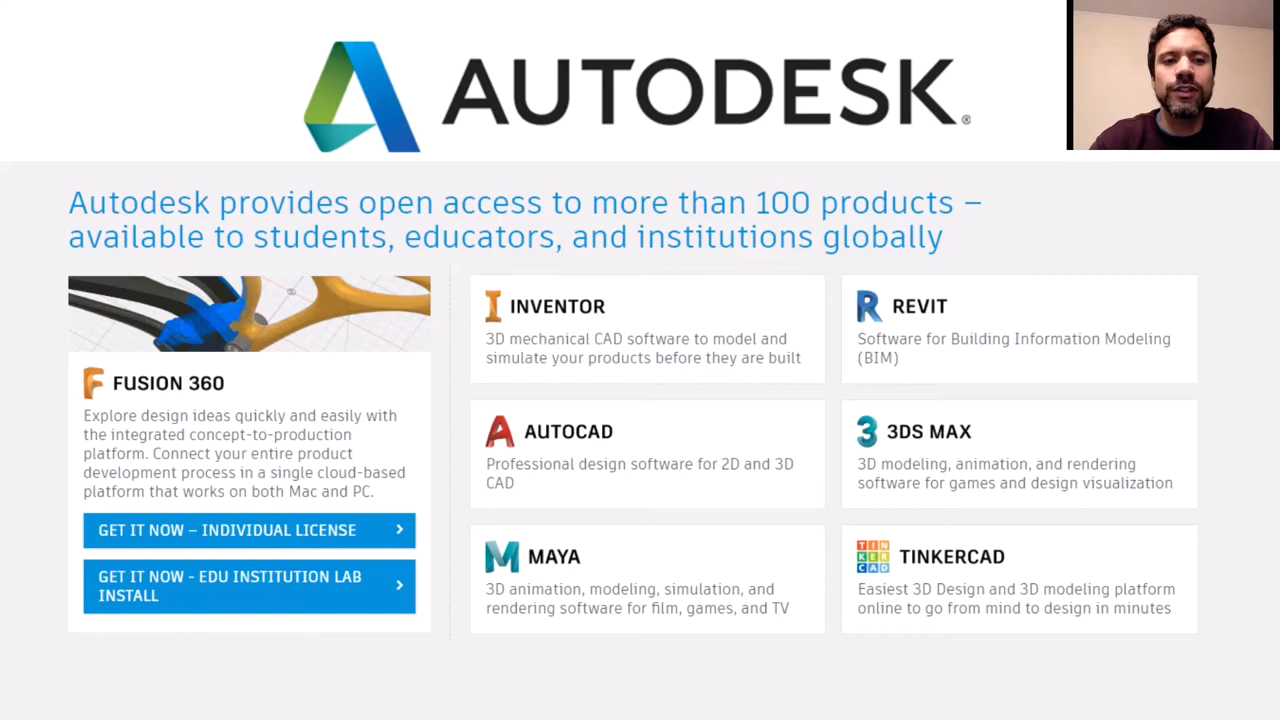 AUTODESK®
Autodesk provides open access to more than 100 products –
available to students, educators, and institutions globally
FUSION 360
Explore design ideas quickly and easily with
the integrated concept-to-production
platform. Connect your entire product
development process in a single cloud-based
platform that works on both Mac and PC.
GET IT NOW – INDIVIDUAL LICENSE
GET IT NOW - EDU INSTITUTION LAB
INSTALL
I INVENTOR
3D mechanical CAD software to model and
simulate your products before they are built
R REVIT
Software for Building Information Modeling
(BIM)
A AUTOCAD
Professional design software for 2D and 3D
CAD
3 3DS MAX
3D modeling, animation, and rendering
software for games and design visualization
M MAYA
3D animation, modeling, simulation, and
rendering software for film, games, and TV
TIN
KER
CAD
TINKERCAD
Easiest 3D Design and 3D modeling platform
online to go from mind to design in minutes